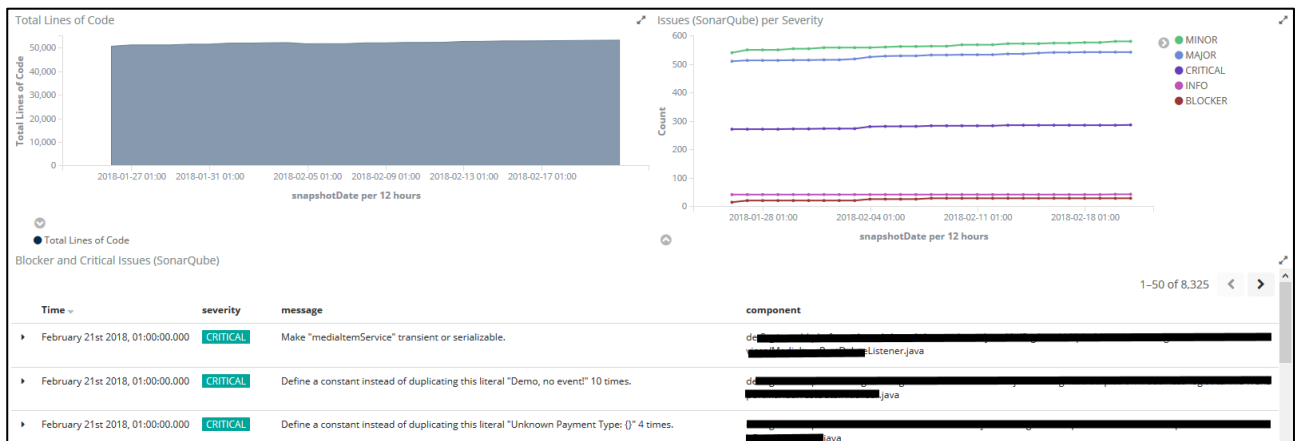 Total Lines of Code
50,000
40,000
30,000
20,000
10,000
0
Total Lines of Code
2018-01-27 01:00 2018-01-31 01:00 2018-02-05 01:00 2018-02-09 01:00 2018-02-13 01:00 2018-02-17 01:00
snapshotDate per 12 hours
Total Lines of Code
Issues (SonarQube) per Severity
600
500
400
300
200
100
0
Count
2018-01-28 01:00 2018-02-04 01:00 2018-02-11 01:00 2018-02-18 01:00
snapshotDate per 12 hours
MINOR
MAJOR
CRITICAL
INFO
BLOCKER
Blocker and Critical Issues (SonarQube)
1–50 of 8,325
Time severity message component
February 21st 2018, 01:00:00.000 CRITICAL Make "mediaItemService" transient or serializable. de
eListener.java
February 21st 2018, 01:00:00.000 CRITICAL Define a constant instead of duplicating this literal "Demo, no event!" 10 times. de
.java
February 21st 2018, 01:00:00.000 CRITICAL Define a constant instead of duplicating this literal "Unknown Payment Type: {}" 4 times.
java